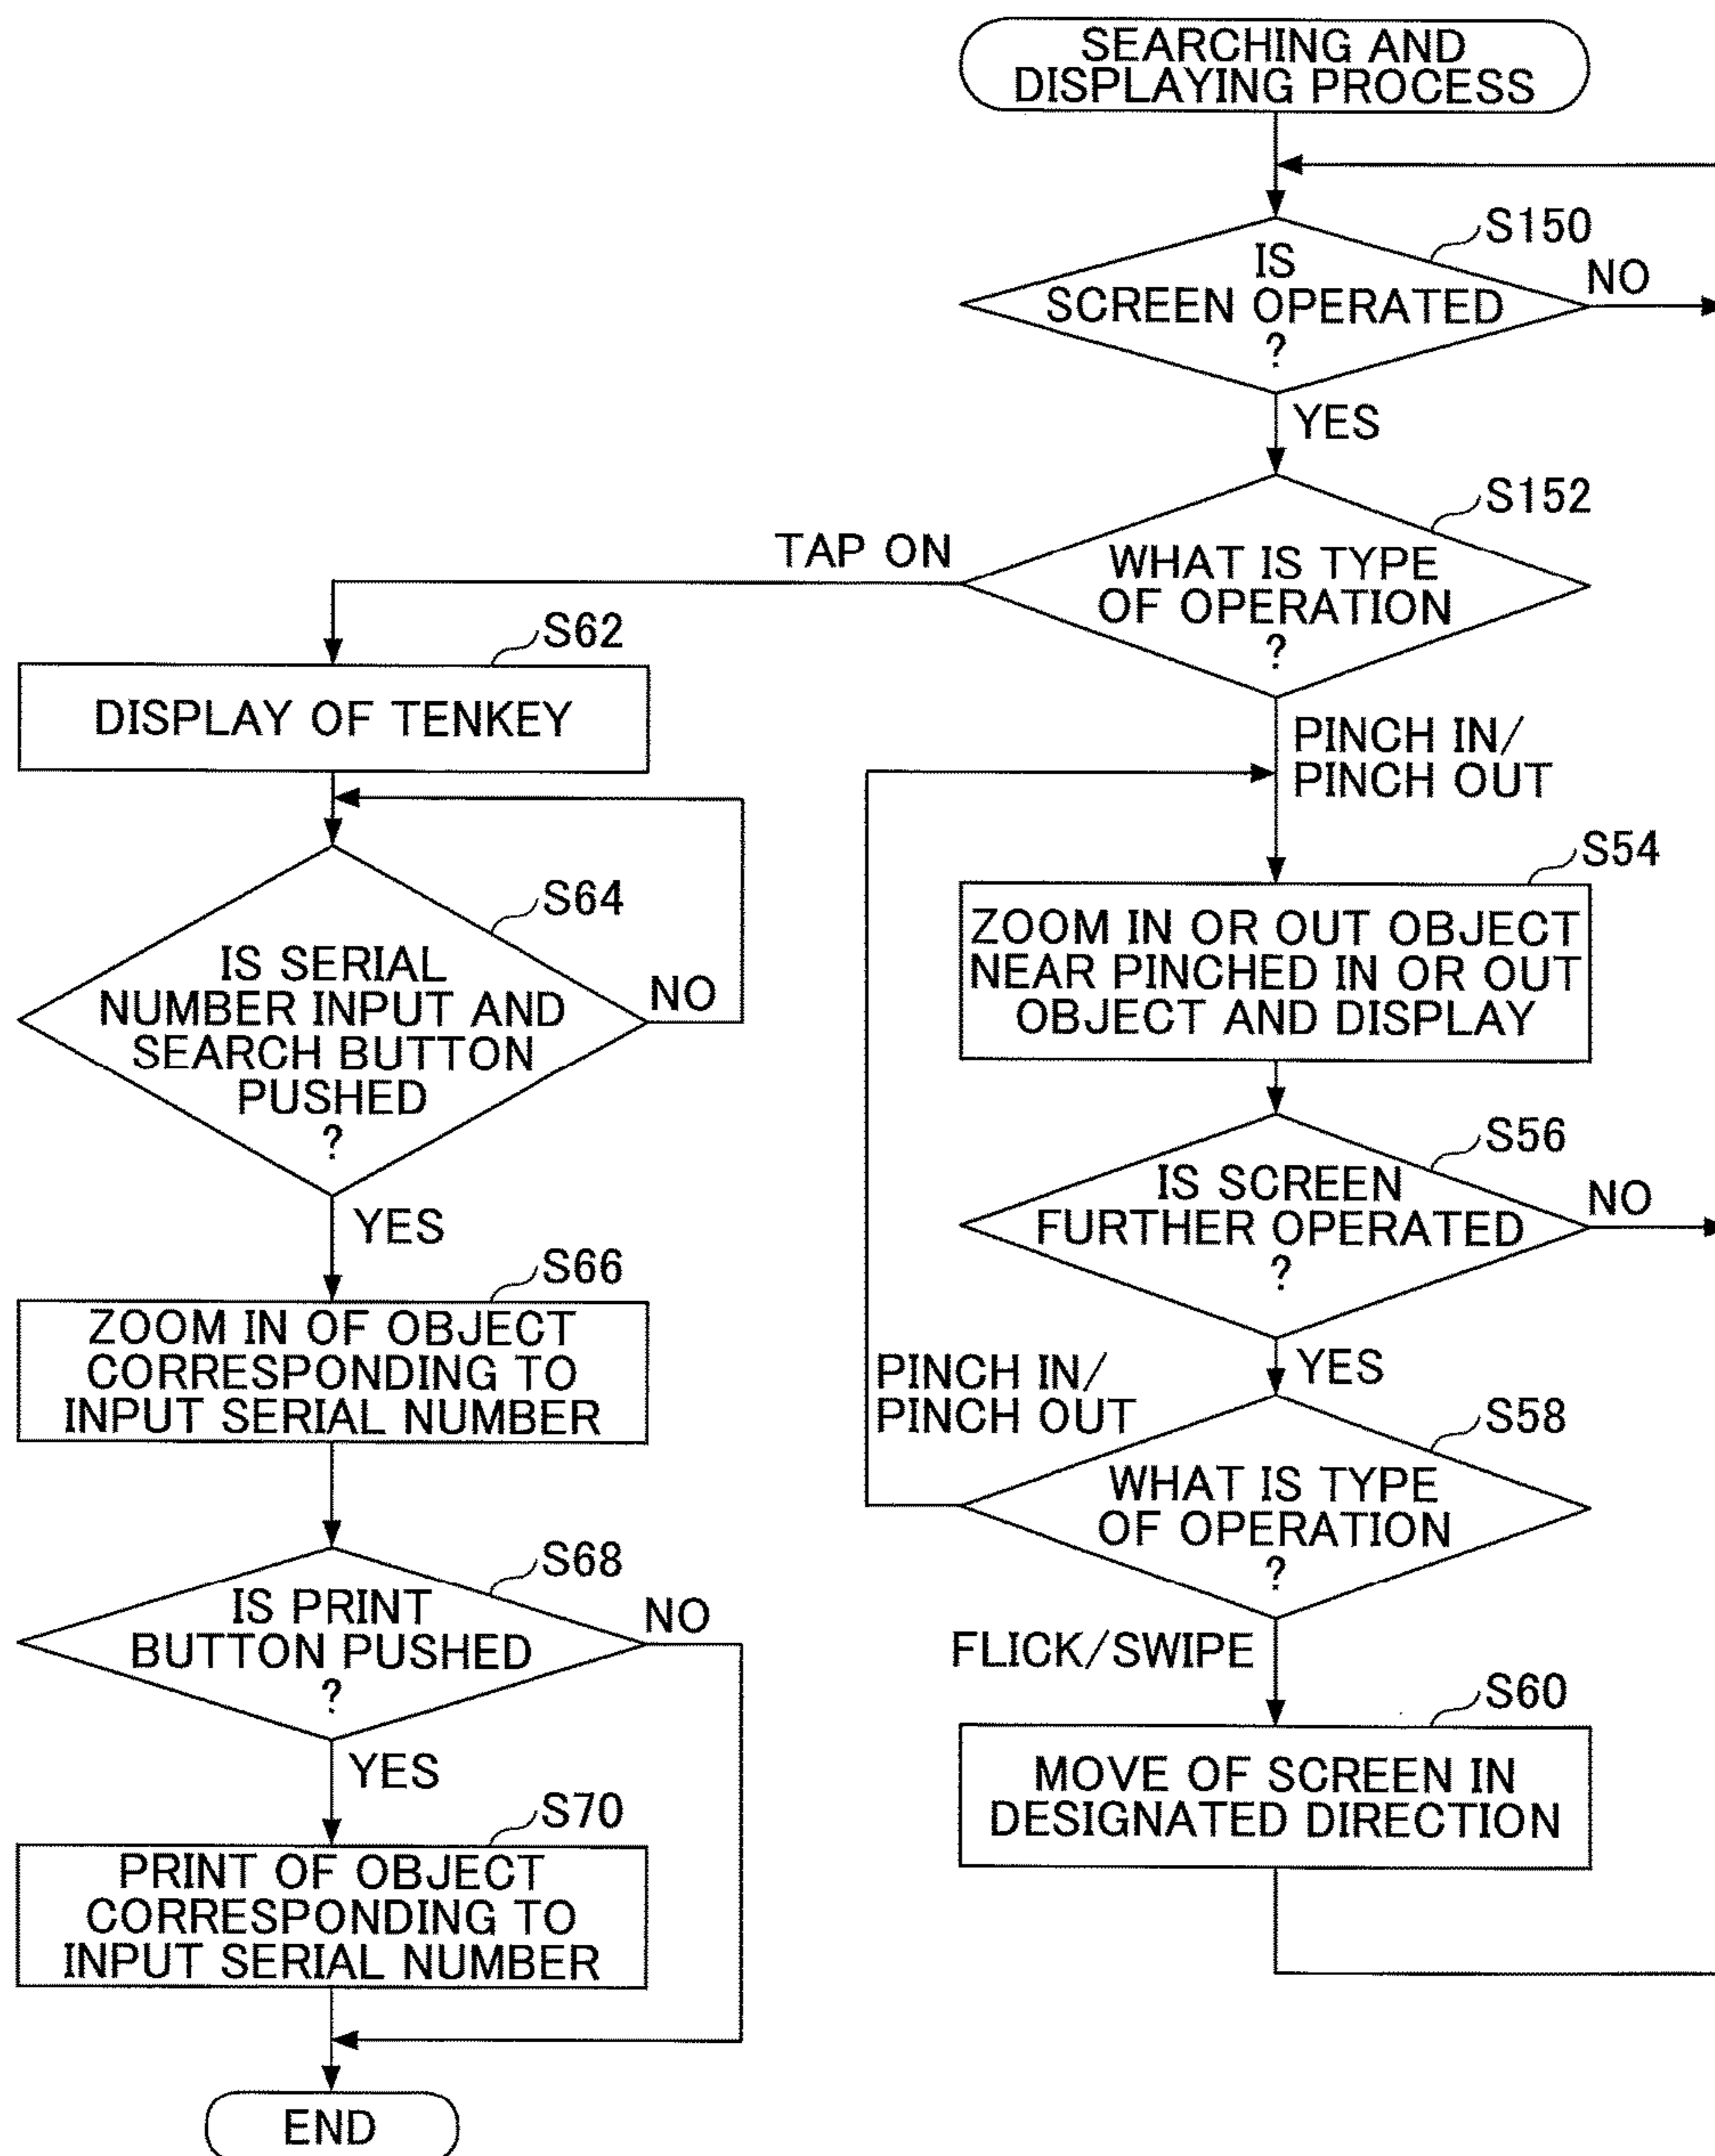 SEARCHING AND
DISPLAYING PROCESS
S150
IS
SCREEN OPERATED
?
NO
YES
S152
WHAT IS TYPE
OF OPERATION
?
TAP ON
PINCH IN/
PINCH OUT
S62
DISPLAY OF TENKEY
S64
IS SERIAL
NUMBER INPUT AND
SEARCH BUTTON
PUSHED
?
NO
YES
S66
ZOOM IN OF OBJECT
CORRESPONDING TO
INPUT SERIAL NUMBER
S68
IS PRINT
BUTTON PUSHED
?
NO
YES
S70
PRINT OF OBJECT
CORRESPONDING TO
INPUT SERIAL NUMBER
END
S54
ZOOM IN OR OUT OBJECT
NEAR PINCHED IN OR OUT
OBJECT AND DISPLAY
S56
IS SCREEN
FURTHER OPERATED
?
NO
YES
S58
WHAT IS TYPE
OF OPERATION
?
PINCH IN/
PINCH OUT
FLICK/SWIPE
S60
MOVE OF SCREEN IN
DESIGNATED DIRECTION